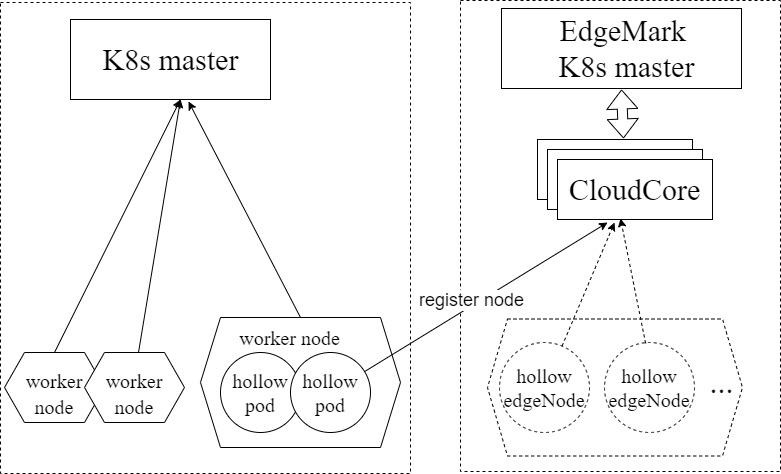 K8s master
worker
node
worker
node
worker node
hollow
pod
hollow
pod
register node
EdgeMark
K8s master
CloudCore
hollow
edgeNode
hollow
edgeNode
...